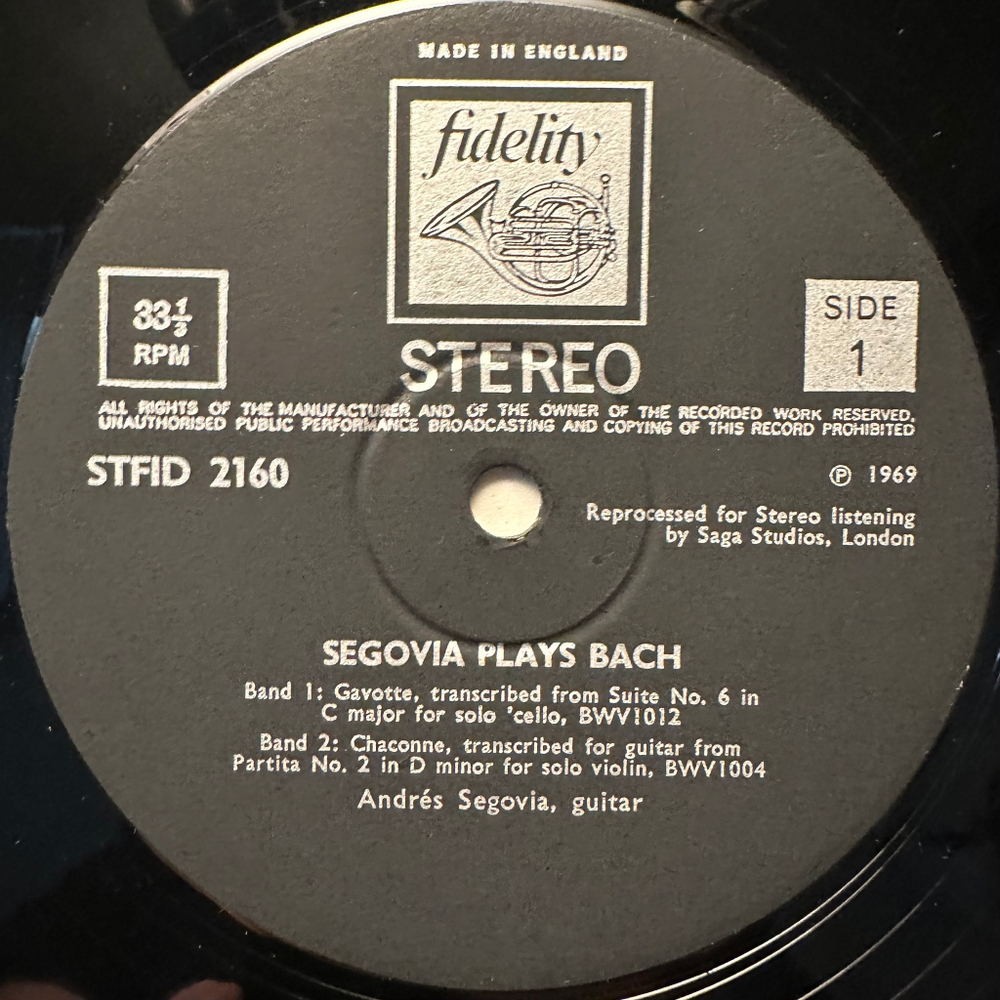 MADE IN ENGLAND
fidelity
33⅓
RPM
SIDE
1
STEREO
ALL RIGHTS OF THE MANUFACTURER AND OF THE OWNER OF THE RECORDED WORK RESERVED.
UNAUTHORISED PUBLIC PERFORMANCE BROADCASTING AND COPYING OF THIS RECORD PROHIBITED
STFID 2160
℗ 1969
Reprocessed for Stereo listening
by Saga Studios, London
SEGOVIA PLAYS BACH
Band 1: Gavotte, transcribed from Suite No. 6 in
C major for solo 'cello, BWV1012
Band 2: Chaconne, transcribed for guitar from
Partita No. 2 in D minor for solo violin, BWV1004
Andrés Segovia, guitar